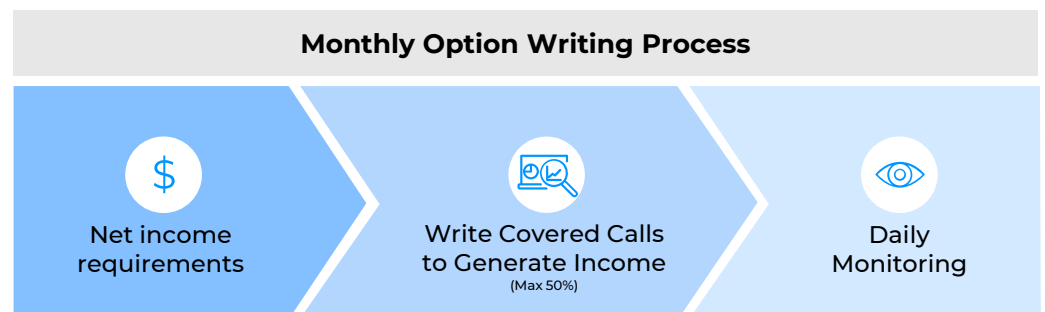 Monthly Option Writing Process
$
Net income
requirements
Write Covered Calls
to Generate Income
(Max 50%)
Daily
Monitoring